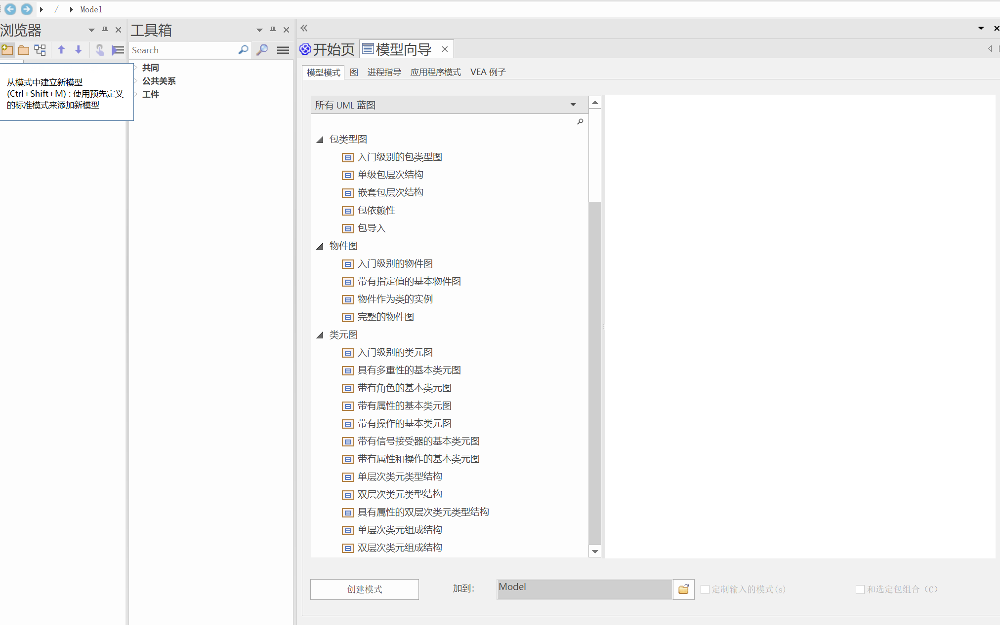 / Model
浏览器
工具箱
Search
从模式中建立新模型
(Ctrl+Shift+M) : 使用预先定义
的标准模式来添加新模型
共同
公共关系
工件
开始页
模型向导
模型模式 图 进程指导 应用程序模式 VEA 例子
所有 UML 蓝图
包类型图
入门级别的包类型图
单级包层次结构
嵌套包层次结构
包依赖性
包导入
物件图
入门级别的物件图
带有指定值的基本物件图
物件作为类的实例
完整的物件图
类元图
入门级别的类元图
具有多重性的基本类元图
带有角色的基本类元图
带有属性的基本类元图
带有操作的基本类元图
带有信号接受器的基本类元图
带有属性和操作的基本类元图
单层次类元类型结构
双层次类元类型结构
具有属性的双层次类元类型结构
单层次类元组成结构
双层次类元组成结构
创建模式
加到:
Model
定制输入的模式(s)
和选定包组合（C）